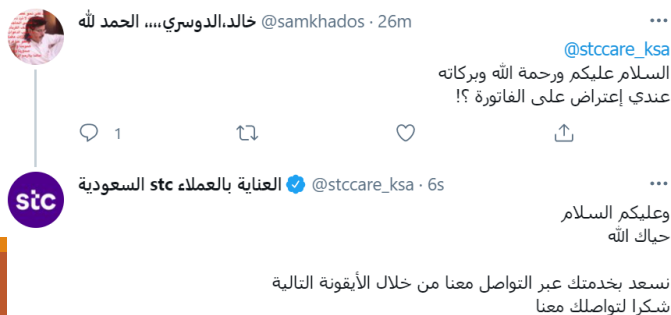 خالد،الدوسري،،،، الحمد لله @samkhados · 26m
@stccare_ksa
السلام عليكم ورحمة الله وبركاته
عندي إعتراض على الفاتورة ؟!
1
العناية بالعملاء stc السعودية @stccare_ksa · 6s
stc
وعليكم السلام
حياك الله
نسعد بخدمتك عبر التواصل معنا من خلال الأيقونة التالية
شكرا لتواصلك معنا